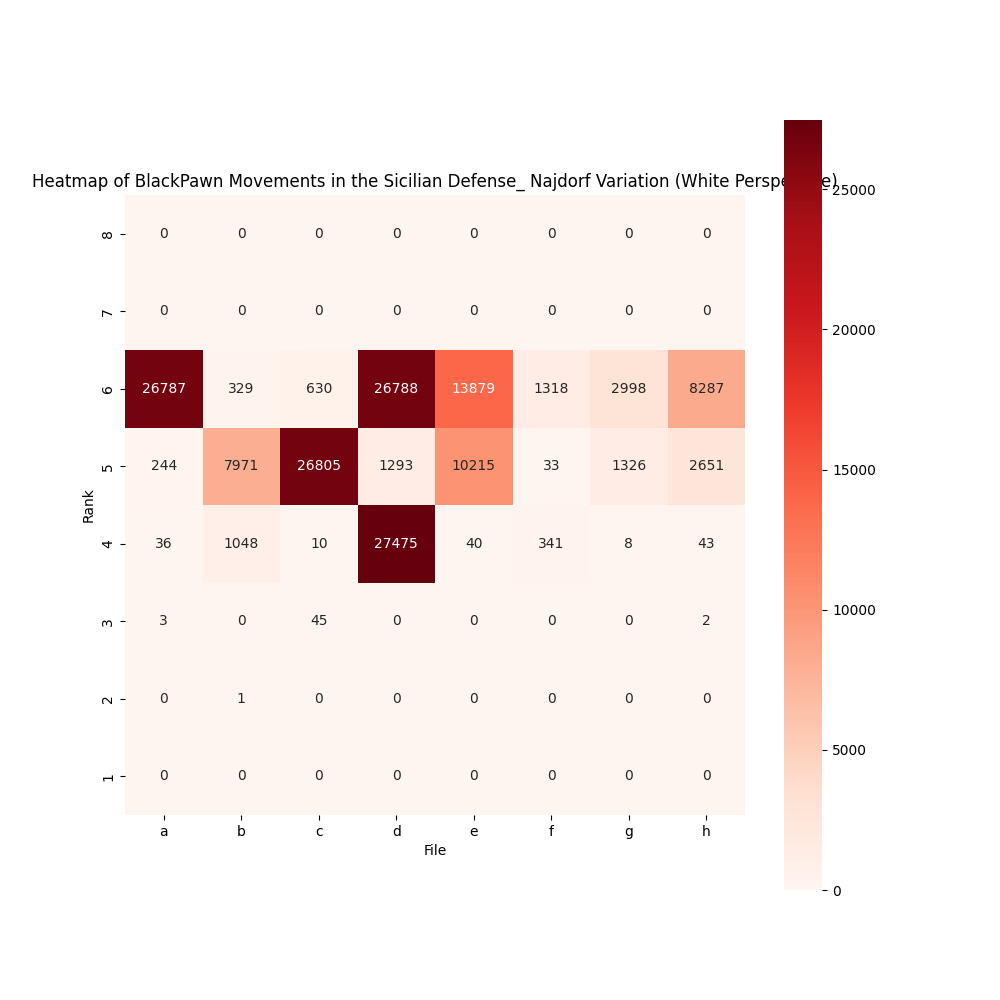 Heatmap of BlackPawn Movements in the Sicilian Defense_ Najdorf Variation (White Perspe e)
8 0 0 0 0 0 0 0 0
7 0 0 0 0 0 0 0 0
6 26787 329 630 26788 13879 1318 2998 8287
5 244 7971 26805 1293 10215 33 1326 2651
4 36 1048 10 27475 40 341 8 43
3 3 0 45 0 0 0 0 2
2 0 1 0 0 0 0 0 0
1 0 0 0 0 0 0 0 0
a b c d e f g h
File
Rank
25000
20000
15000
10000
5000
0